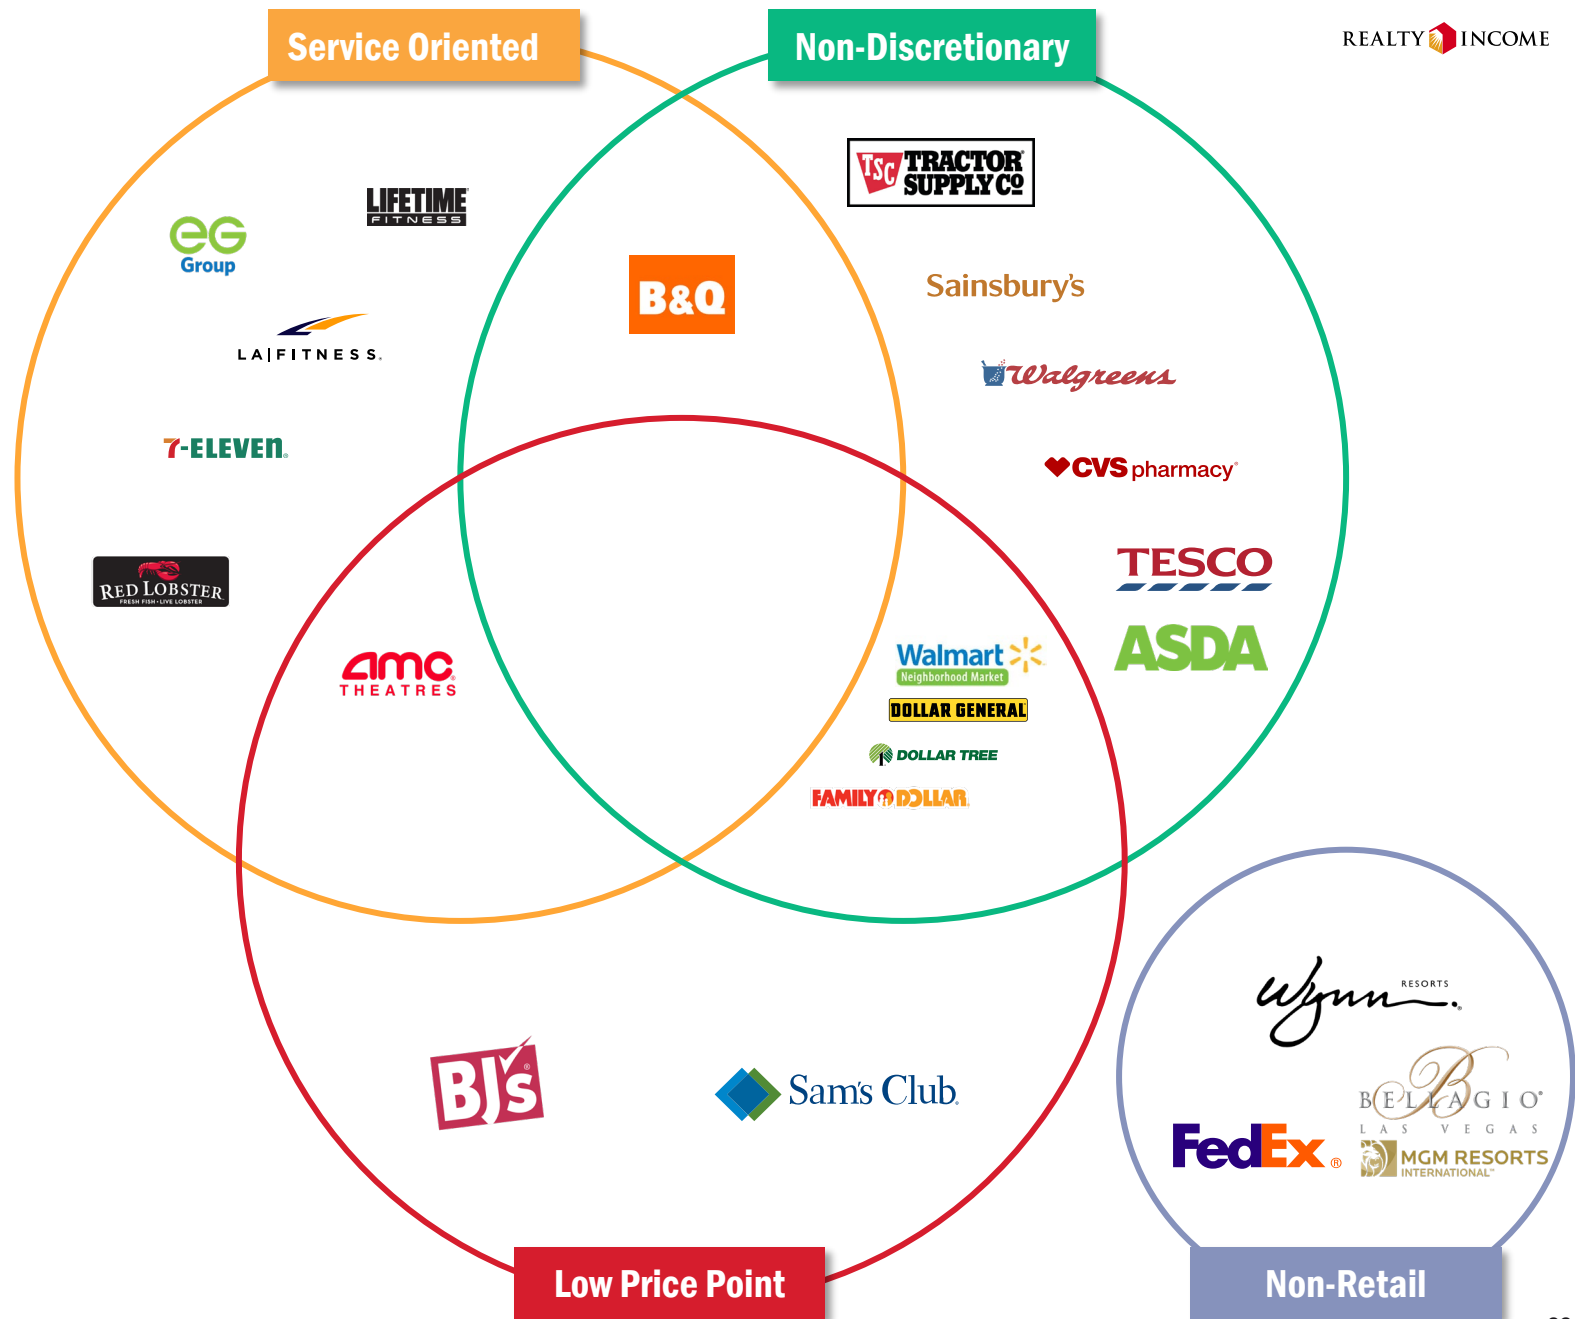 Service Oriented
Non-Discretionary
REALTY INCOME
TSC TRACTOR
SUPPLY CO
LIFETIME
FITNESS
eG
Group
B&Q
Sainsbury's
LA|FITNESS®
Walgreens
7-ELEVEN®
CVS pharmacy®
TESCO
RED LOBSTER
FRESH FISH • LIVE LOBSTER
ASDA
amc
THEATRES
Walmart
Neighborhood Market
DOLLAR GENERAL
DOLLAR TREE
FAMILY DOLLAR
Wynn RESORTS
BJ's
Sam's Club
B
BELLAGIO®
LAS VEGAS
FedEx®
MGM RESORTS
INTERNATIONAL™
Low Price Point
Non-Retail